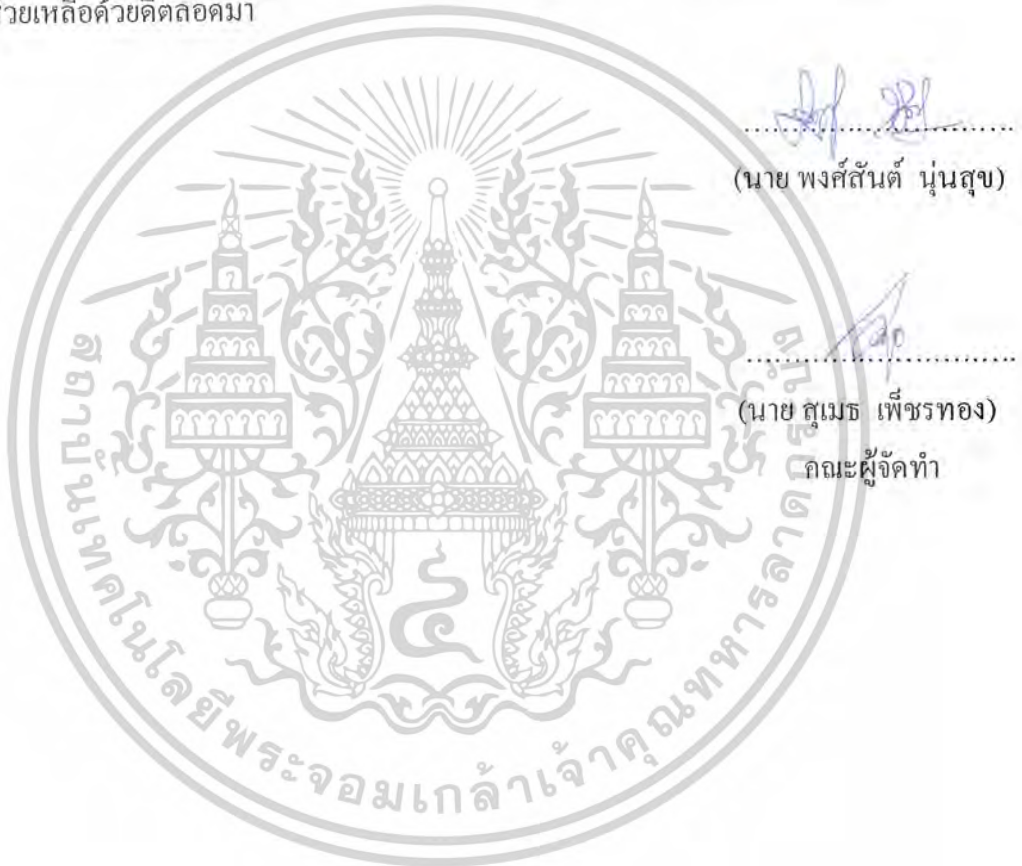 ช่วยเหลือด้วยดีตลอดมา
(นาย พงศ์สันต์ นุ่นสุข)
(นาย สุเมธ เพ็ชรทอง)
คณะผู้จัดทำ
สถาบันเทคโนโลยีพระจอมเกล้าเจ้าคุณทหารลาดกระบัง
๔